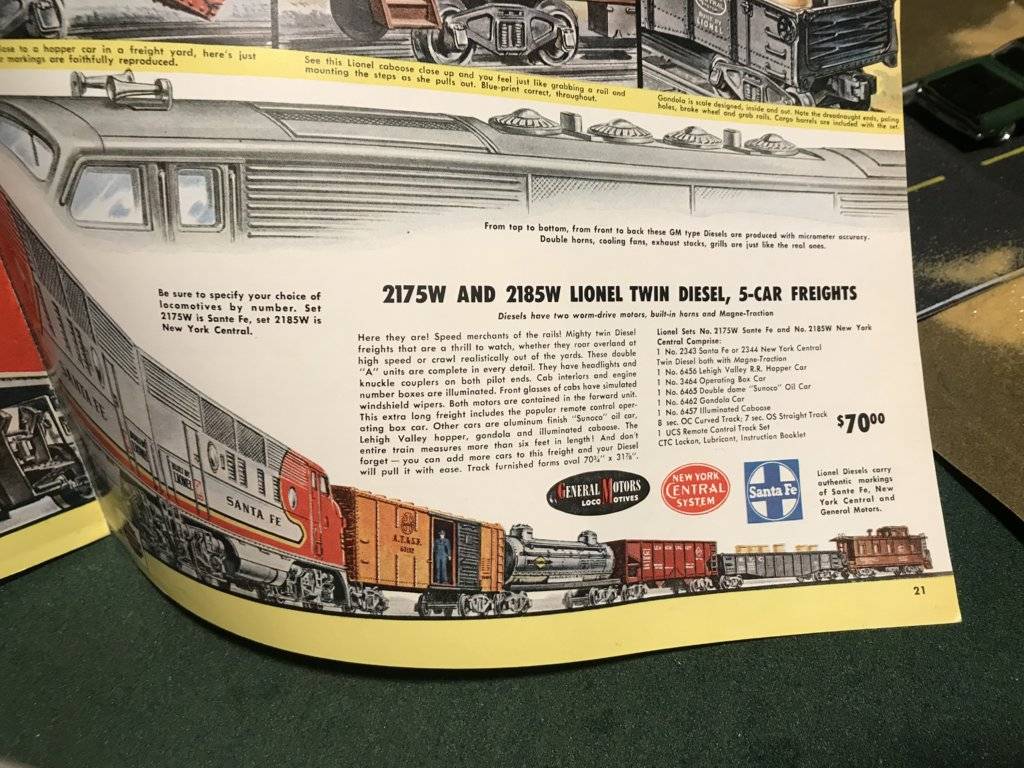 ose to a hopper car in a freight yard, here's just
markings are faithfully reproduced.
See this Lionel caboose close up and you feel just like grabbing a rail and
mounting the steps as she pulls out. Blue-print correct, throughout.
LIONEL
Gondola is scale designed, inside and out. Note the dreadnaught ends, poling
holes, brake wheel and grab rails. Cargo barrels are included with the set.
From top to bottom, from front to back these GM type Diesels are produced with micrometer accuracy.
Double horns, cooling fans, exhaust stacks, grills are just like the real ones.
Be sure to specify your choice of
locomotives by number. Set
2175W is Santa Fe, set 2185W is
New York Central.
2175W AND 2185W LIONEL TWIN DIESEL, 5-CAR FREIGHTS
Diesels have two worm-drive motors, built-in horns and Magne-Traction
Here they are! Speed merchants of the rails! Mighty twin Diesel
freights that are a thrill to watch, whether they roar overland at
high speed or crawl realistically out of the yards. These double
"A" units are complete in every detail. They have headlights and
knuckle couplers on both pilot ends. Cab interiors and engine
number boxes are illuminated. Front glasses of cabs have simulated
windshield wipers. Both motors are contained in the forward unit.
This extra long freight includes the popular remote control oper-
ating box car. Other cars are aluminum finish "Sunoco" oil car,
Lehigh Valley hopper, gondola and illuminated caboose. The
entire train measures more than six feet in length! And don't
forget — you can add more cars to this freight and your Diesel
will pull it with ease. Track furnished forms oval 70¾" x 31⅞".
Lionel Sets No. 2175W Santa Fe and No. 2185W New York
Central Comprise:
1 No. 2343 Santa Fe or 2344 New York Central
Twin Diesel both with Magne-Traction
1 No. 6456 Lehigh Valley R.R. Hopper Car
1 No. 3464 Operating Box Car
1 No. 6465 Double dome "Sunoco" Oil Car
1 No. 6462 Gondola Car
1 No. 6457 Illuminated Caboose
8 sec. OC Curved Track; 7 sec. OS Straight Track
1 UCS Remote Control Track Set
CTC Lockon, Lubricant, Instruction Booklet
$70⁰⁰
GENERAL MOTORS
LOCO OTIVES
NEW YORK
CENTRAL
SYSTEM
Santa Fe
Lionel Diesels carry
authentic markings
of Santa Fe, New
York Central and
General Motors.
LIONEL
SANTA FE
A.T.& S.F.
21